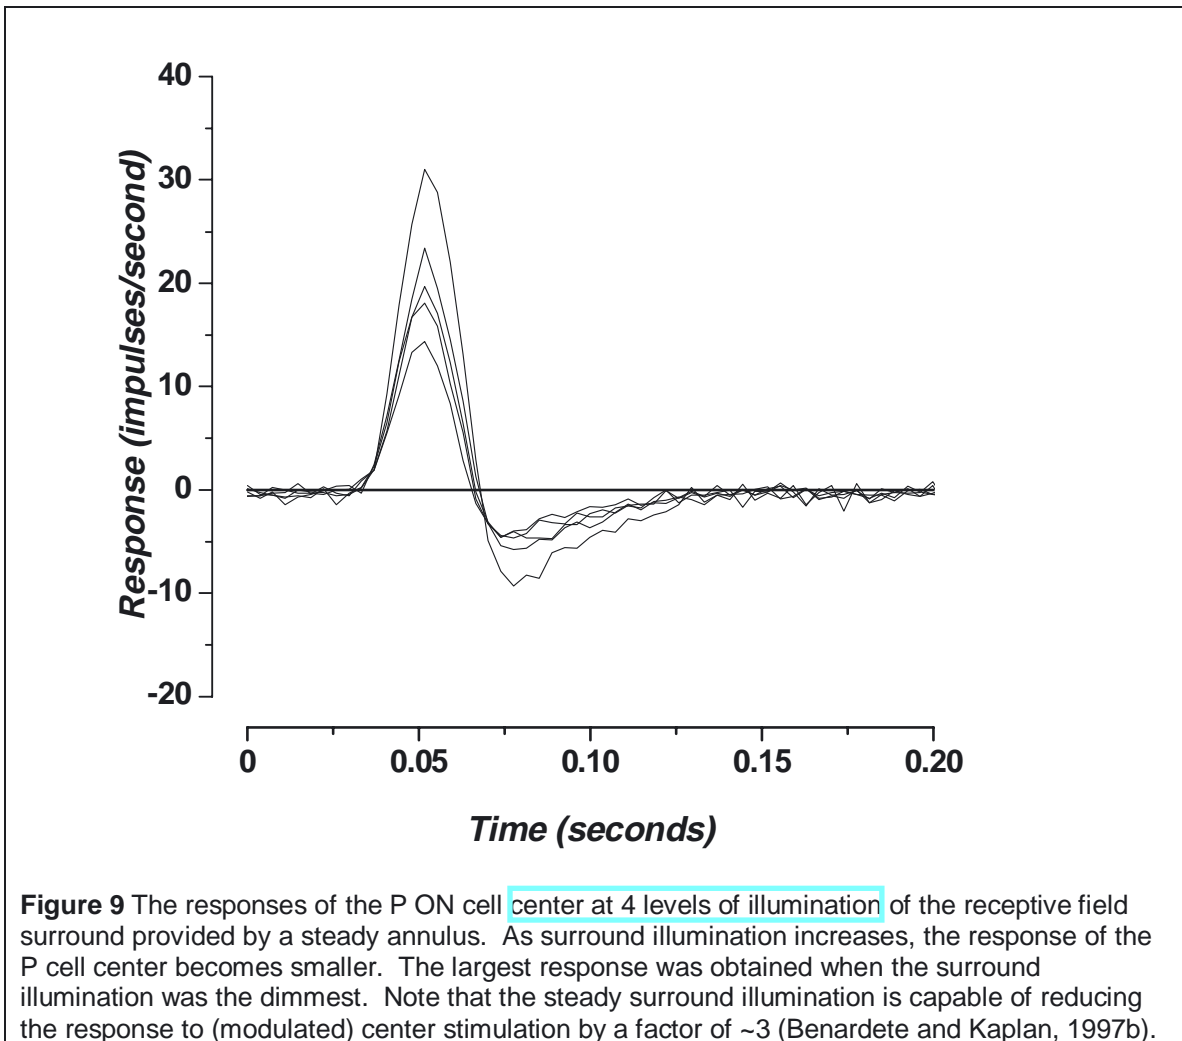 40
30
20
10
0
-10
-20
Response (impulses/second)
0 0.05 0.10 0.15 0.20
Time (seconds)
Figure 9 The responses of the P ON cell center at 4 levels of illumination of the receptive field
surround provided by a steady annulus. As surround illumination increases, the response of the
P cell center becomes smaller. The largest response was obtained when the surround
illumination was the dimmest. Note that the steady surround illumination is capable of reducing
the response to (modulated) center stimulation by a factor of ~3 (Benardete and Kaplan, 1997b).